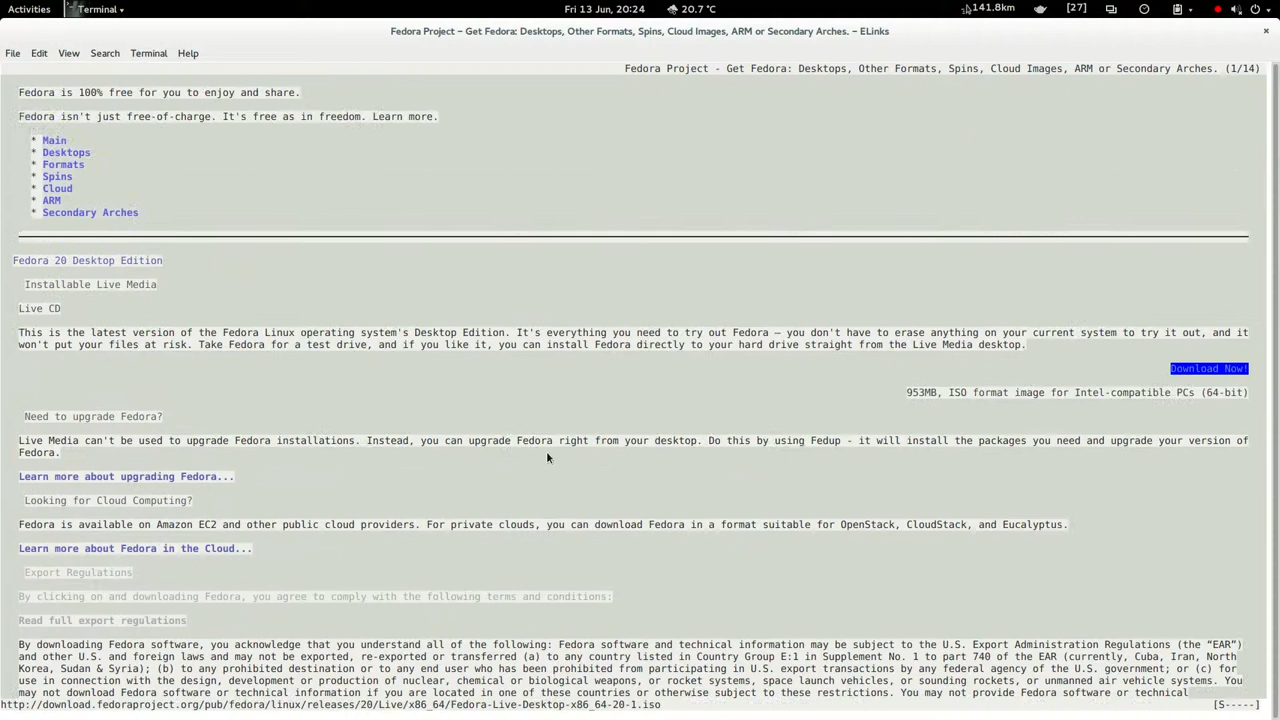 Activities Terminal Fri 13 Jun, 20:24 20.7 °C 141.8km [27]
Fedora Project – Get Fedora: Desktops, Other Formats, Spins, Cloud Images, ARM or Secondary Arches. – ELinks ×
File Edit View Search Terminal Help
Fedora Project - Get Fedora: Desktops, Other Formats, Spins, Cloud Images, ARM or Secondary Arches. (1/14)
Fedora is 100% free for you to enjoy and share.
Fedora isn't just free-of-charge. It's free as in freedom. Learn more.
* Main
* Desktops
* Formats
* Spins
* Cloud
* ARM
* Secondary Arches
Fedora 20 Desktop Edition
Installable Live Media
Live CD
This is the latest version of the Fedora Linux operating system's Desktop Edition. It's everything you need to try out Fedora — you don't have to erase anything on your current system to try it out, and it
won't put your files at risk. Take Fedora for a test drive, and if you like it, you can install Fedora directly to your hard drive straight from the Live Media desktop.
Download Now!
953MB, ISO format image for Intel-compatible PCs (64-bit)
Need to upgrade Fedora?
Live Media can't be used to upgrade Fedora installations. Instead, you can upgrade Fedora right from your desktop. Do this by using Fedup - it will install the packages you need and upgrade your version of
Fedora.
Learn more about upgrading Fedora...
Looking for Cloud Computing?
Fedora is available on Amazon EC2 and other public cloud providers. For private clouds, you can download Fedora in a format suitable for OpenStack, CloudStack, and Eucalyptus.
Learn more about Fedora in the Cloud...
Export Regulations
By clicking on and downloading Fedora, you agree to comply with the following terms and conditions:
Read full export regulations
By downloading Fedora software, you acknowledge that you understand all of the following: Fedora software and technical information may be subject to the U.S. Export Administration Regulations (the “EAR”)
and other U.S. and foreign laws and may not be exported, re-exported or transferred (a) to any country listed in Country Group E:1 in Supplement No. 1 to part 740 of the EAR (currently, Cuba, Iran, North
Korea, Sudan & Syria); (b) to any prohibited destination or to any end user who has been prohibited from participating in U.S. export transactions by any federal agency of the U.S. government; or (c) for
use in connection with the design, development or production of nuclear, chemical or biological weapons, or rocket systems, space launch vehicles, or sounding rockets, or unmanned air vehicle systems. You
may not download Fedora software or technical information if you are located in one of these countries or otherwise subject to these restrictions. You may not provide Fedora software or technical
http://download.fedoraproject.org/pub/fedora/linux/releases/20/Live/x86_64/Fedora-Live-Desktop-x86_64-20-1.iso [S-----]